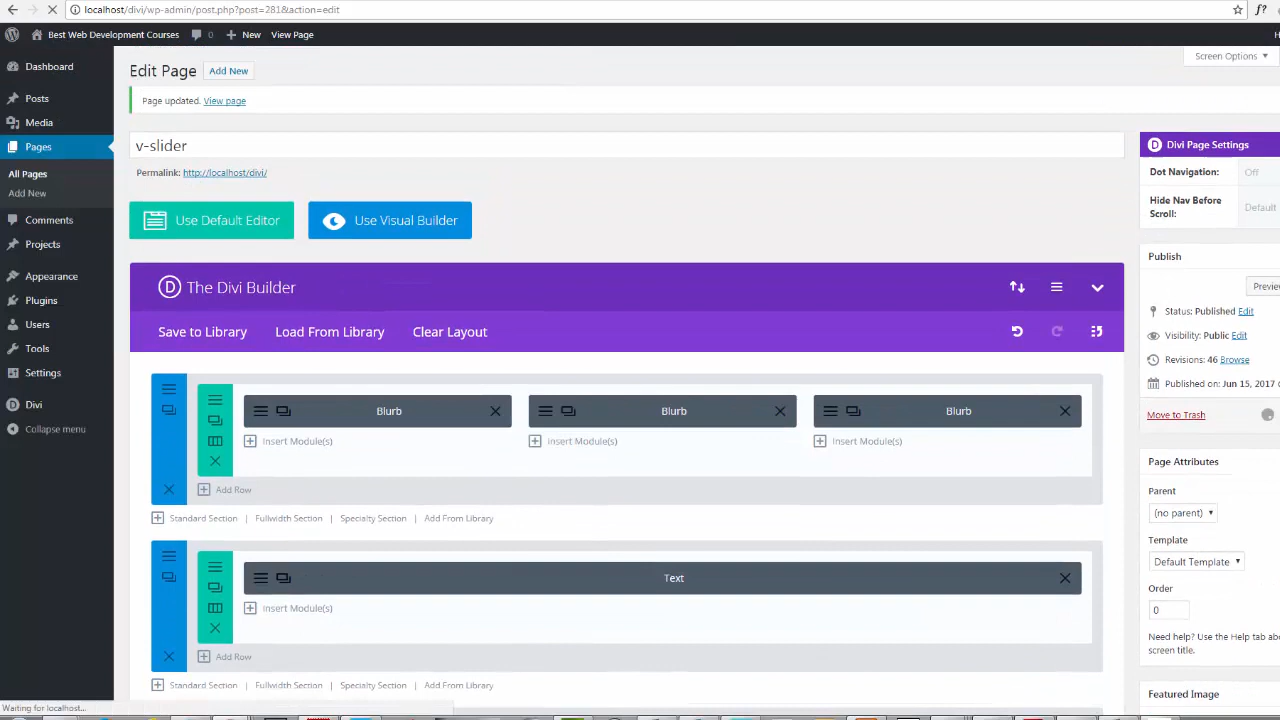 localhost/divi/wp-admin/post.php?post=281&action=edit
Best Web Development Courses 0 New View Page
Dashboard
Posts
Media
Pages
All Pages
Add New
Comments
Projects
Appearance
Plugins
Users
Tools
Settings
Divi
Collapse menu
Screen Options
Edit Page Add New
Page updated. View page
v-slider
Permalink: http://localhost/divi/
Use Default Editor Use Visual Builder
The Divi Builder
Save to Library Load From Library Clear Layout
Blurb Blurb Blurb
Insert Module(s) Insert Module(s) Insert Module(s)
Add Row
Standard Section | Fullwidth Section | Specialty Section | Add From Library
Text
Insert Module(s)
Add Row
Standard Section | Fullwidth Section | Specialty Section | Add From Library
Divi Page Settings
Dot Navigation: Off
Hide Nav Before Default
Scroll:
Publish
Preview
Status: Published Edit
Visibility: Public Edit
Revisions: 46 Browse
Published on: Jun 15, 2017
Move to Trash
Page Attributes
Parent
(no parent)
Template
Default Template
Order
0
Need help? Use the Help tab
screen title.
Featured Image
Waiting for localhost...